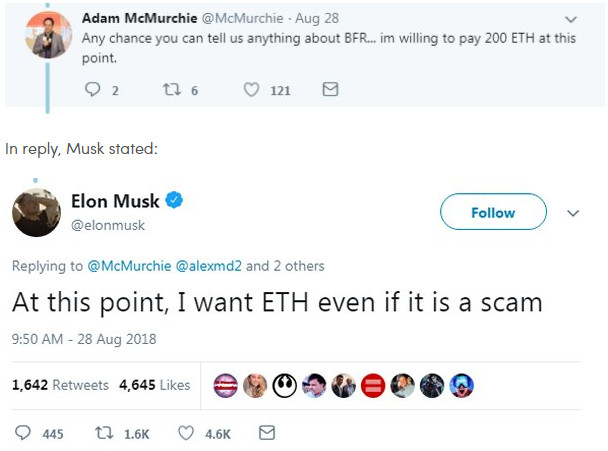 Adam McMurchie @McMurchie · Aug 28
Any chance you can tell us anything about BFR... im willing to pay 200 ETH at this
point.
2 6 121
In reply, Musk stated:
Elon Musk
@elonmusk
Follow
Replying to @McMurchie @alexmd2 and 2 others
At this point, I want ETH even if it is a scam
9:50 AM - 28 Aug 2018
1,642 Retweets 4,645 Likes
445 1.6K 4.6K